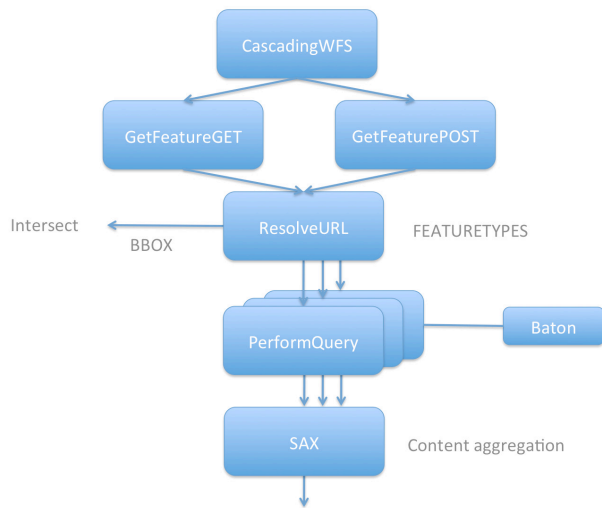 CascadingWFS
GetFeatureGET
GetFeaturePOST
Intersect
BBOX
ResolveURL
FEATURETYPES
PerformQuery
Baton
SAX
Content aggregation